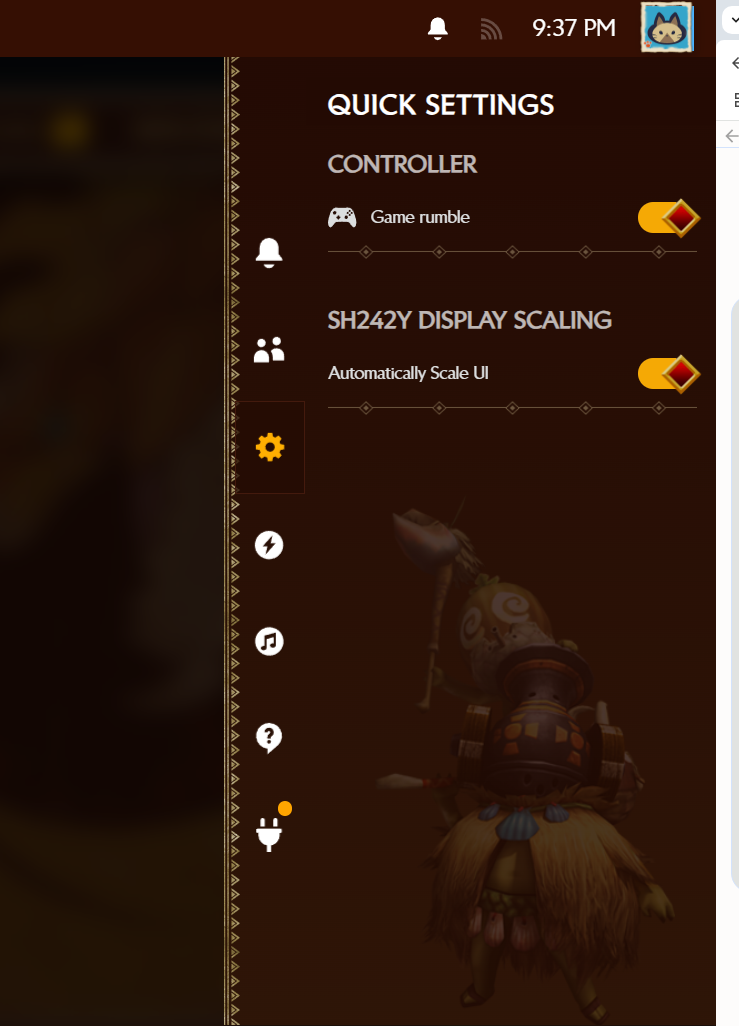 9:37 PM
QUICK SETTINGS
CONTROLLER
Game rumble
SH242Y DISPLAY SCALING
Automatically Scale UI